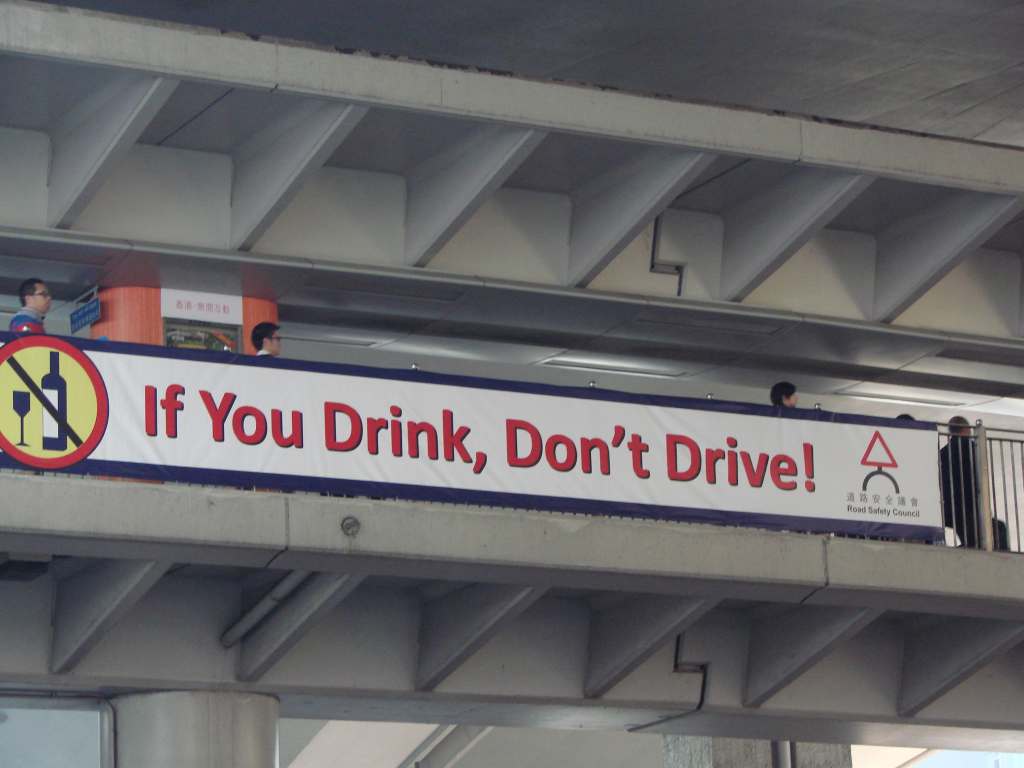 If You Drink, Don't Drive!
道路安全議會
Road Safety Council